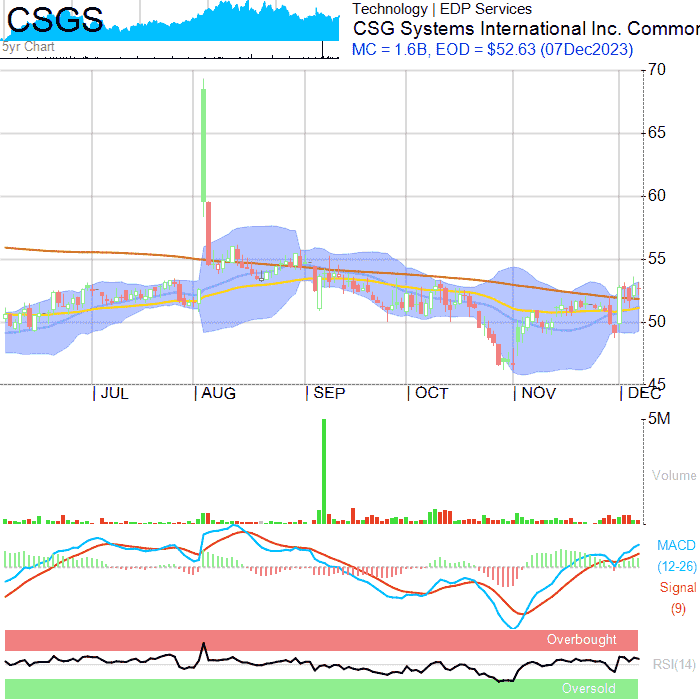 CSGS
5yr Chart
Technology | EDP Services
CSG Systems International Inc. Common
MC = 1.6B, EOD = $52.63 (07Dec2023)
70
65
60
55
50
45
JUL
AUG
SEP
OCT
NOV
DEC
5M
Volume
MACD
(12-26)
Signal
(9)
Overbought
RSI(14)
Oversold